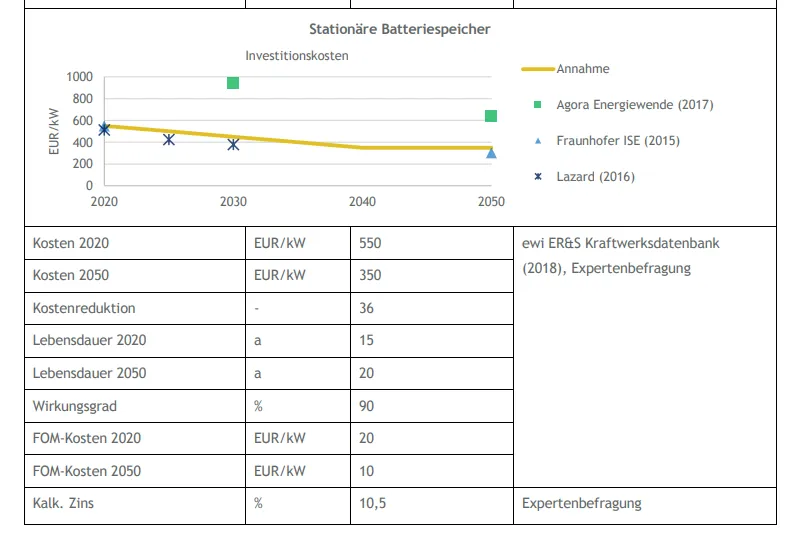 Stationäre Batteriespeicher
Investitionskosten
EUR/kW
1000
800
600
400
200
0
2020 2030 2040 2050
Annahme
Agora Energiewende (2017)
Fraunhofer ISE (2015)
Lazard (2016)
Kosten 2020 EUR/kW 550 ewi ER&S Kraftwerksdatenbank
(2018), Expertenbefragung
Kosten 2050 EUR/kW 350
Kostenreduktion - 36
Lebensdauer 2020 a 15
Lebensdauer 2050 a 20
Wirkungsgrad % 90
FOM-Kosten 2020 EUR/kW 20
FOM-Kosten 2050 EUR/kW 10
Kalk. Zins % 10,5 Expertenbefragung